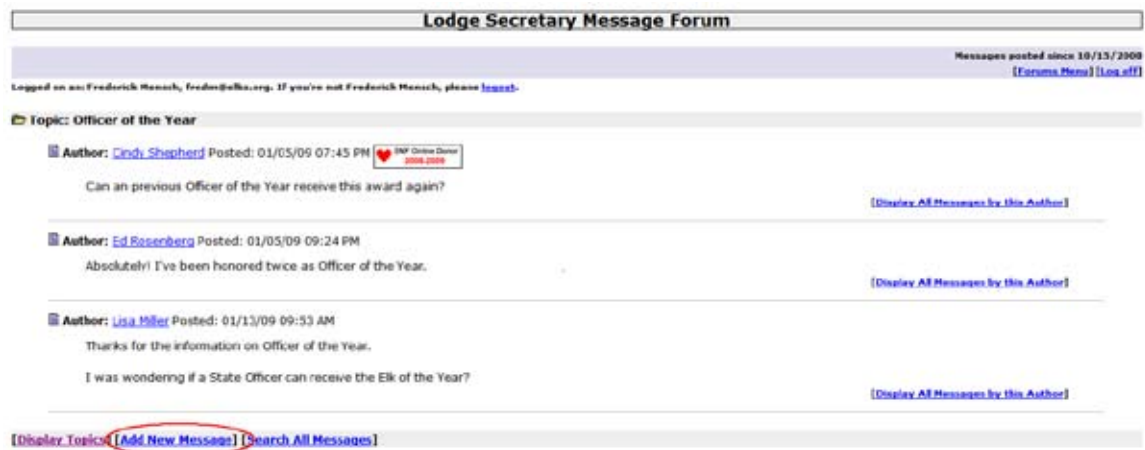 Lodge Secretary Message Forum
Messages posted since 10/15/2008
[Forums Menu] [Log off]
Logged on as: Frederick Mensch, fredm@elks.org. If you're not Frederick Mensch, please logout.
Topic: Officer of the Year
Author: Cindy Shepherd Posted: 01/05/09 07:45 PM ENF Online Donor
2008-2009
Can an previous Officer of the Year receive this award again?
[Display All Messages by this Author]
Author: Ed Rosenberg Posted: 01/05/09 09:24 PM
Absolutely! I've been honored twice as Officer of the Year.
[Display All Messages by this Author]
Author: Lisa Miller Posted: 01/13/09 09:53 AM
Thanks for the information on Officer of the Year.
I was wondering if a State Officer can receive the Elk of the Year?
[Display All Messages by this Author]
[Display Topics] [Add New Message] [Search All Messages]